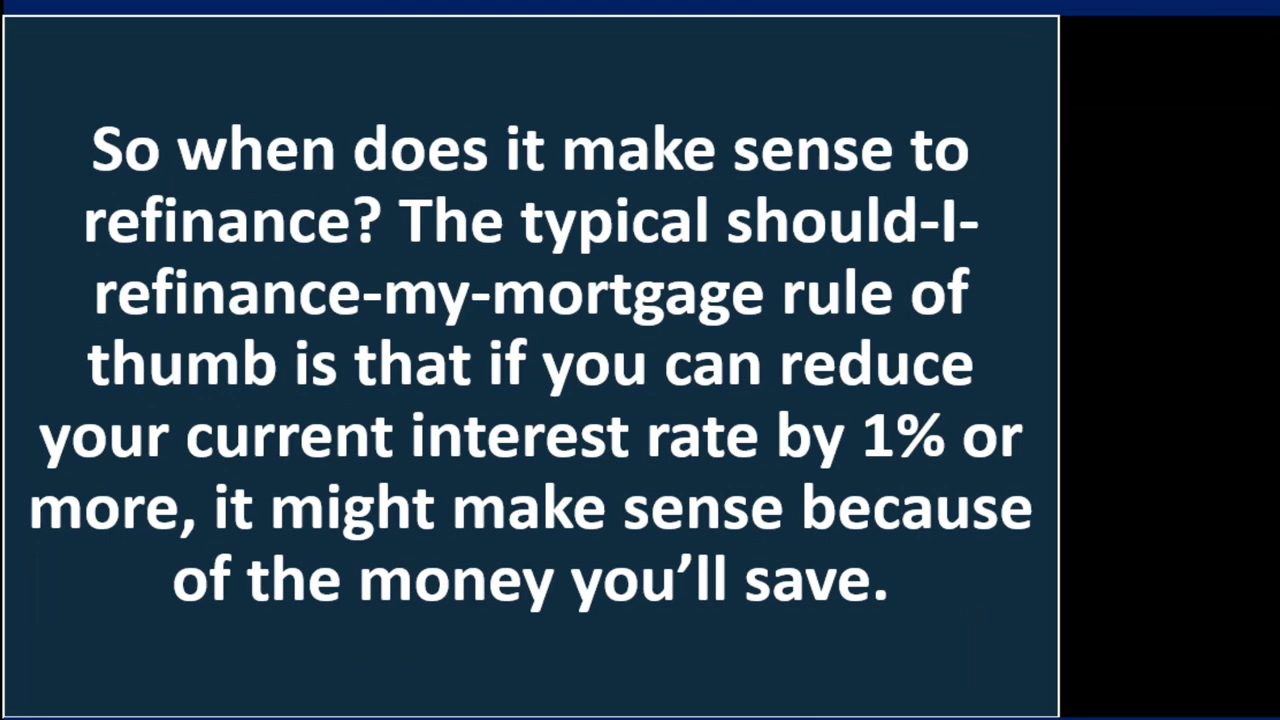 So when does it make sense to
refinance? The typical should-I-
refinance-my-mortgage rule of
thumb is that if you can reduce
your current interest rate by 1% or
more, it might make sense because
of the money you’ll save.